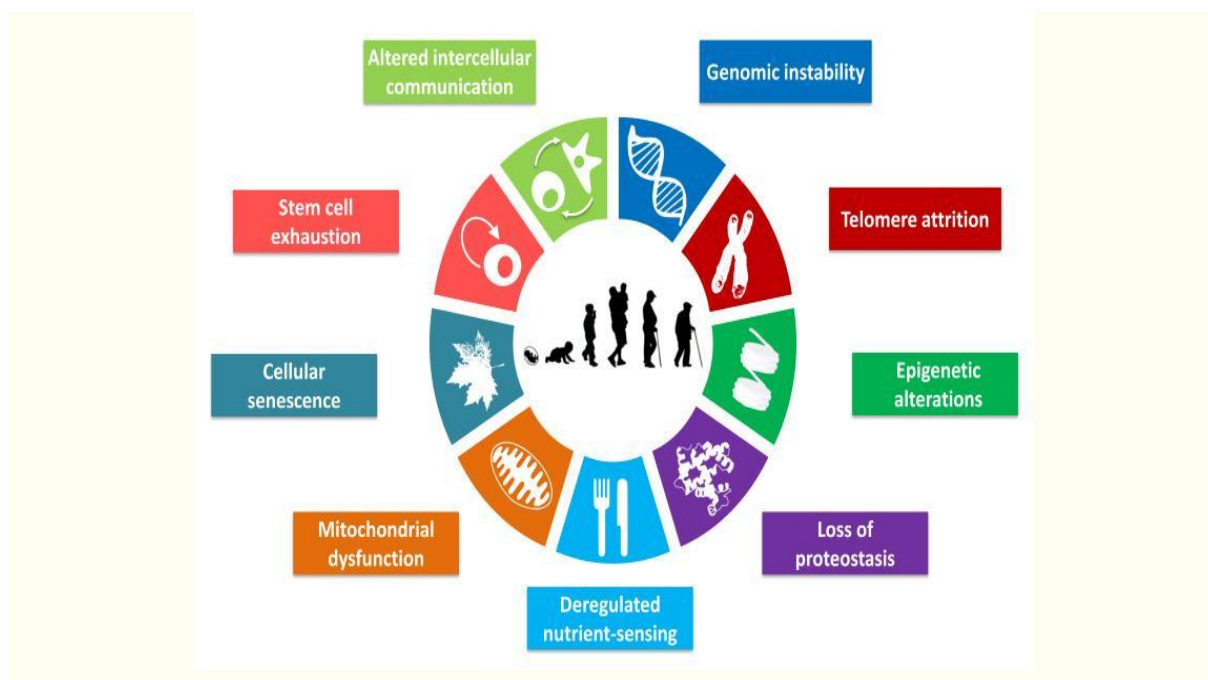 Altered intercellular
communication
Genomic instability
Stem cell
exhaustion
Telomere attrition
Cellular
senescence
Epigenetic
alterations
Mitochondrial
dysfunction
Loss of
proteostasis
Deregulated
nutrient-sensing